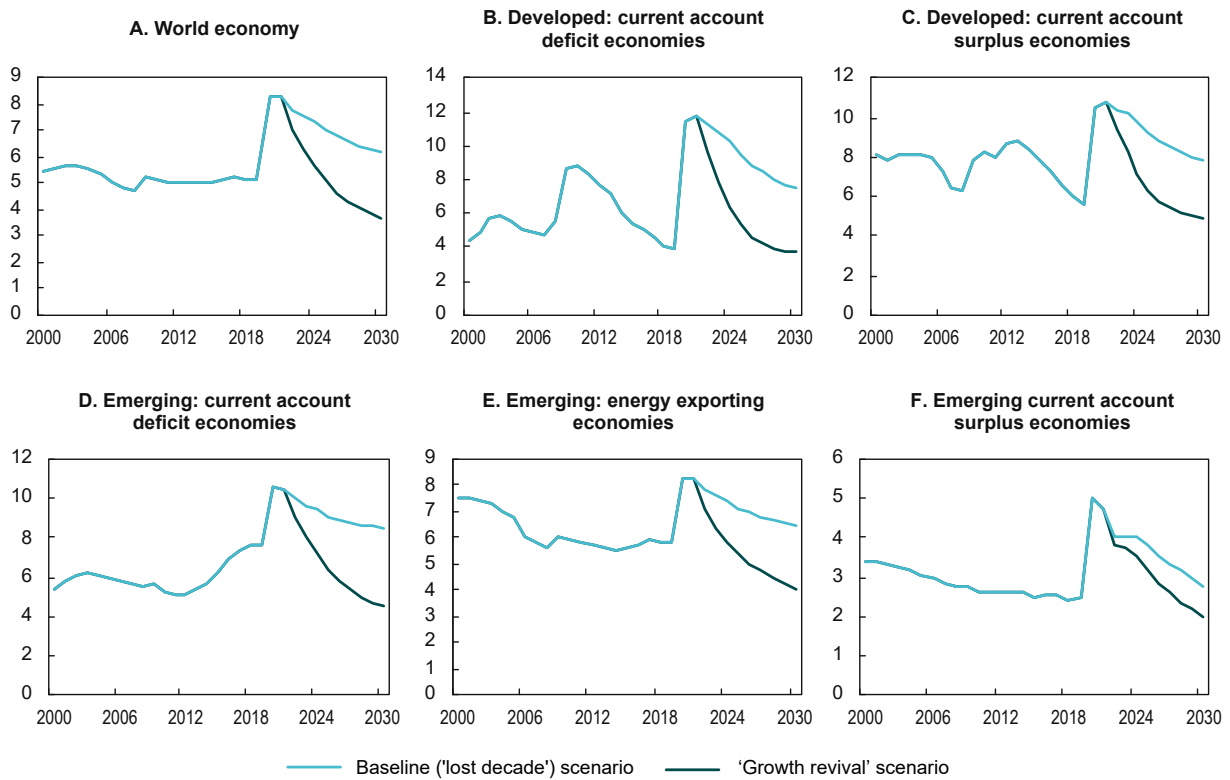 A. World economy
9
8
7
6
5
4
3
2
1
0
2000 2006 2012 2018 2024 2030
B. Developed: current account
deficit economies
14
12
10
8
6
4
2
0
2000 2006 2012 2018 2024 2030
C. Developed: current account
surplus economies
12
10
8
6
4
2
0
2000 2006 2012 2018 2024 2030
D. Emerging: current account
deficit economies
12
10
8
6
4
2
0
2000 2006 2012 2018 2024 2030
E. Emerging: energy exporting
economies
9
8
7
6
5
4
3
2
1
0
2000 2006 2012 2018 2024 2030
F. Emerging current account
surplus economies
6
5
4
3
2
1
0
2000 2006 2012 2018 2024 2030
Baseline ('lost decade') scenario
‘Growth revival’ scenario